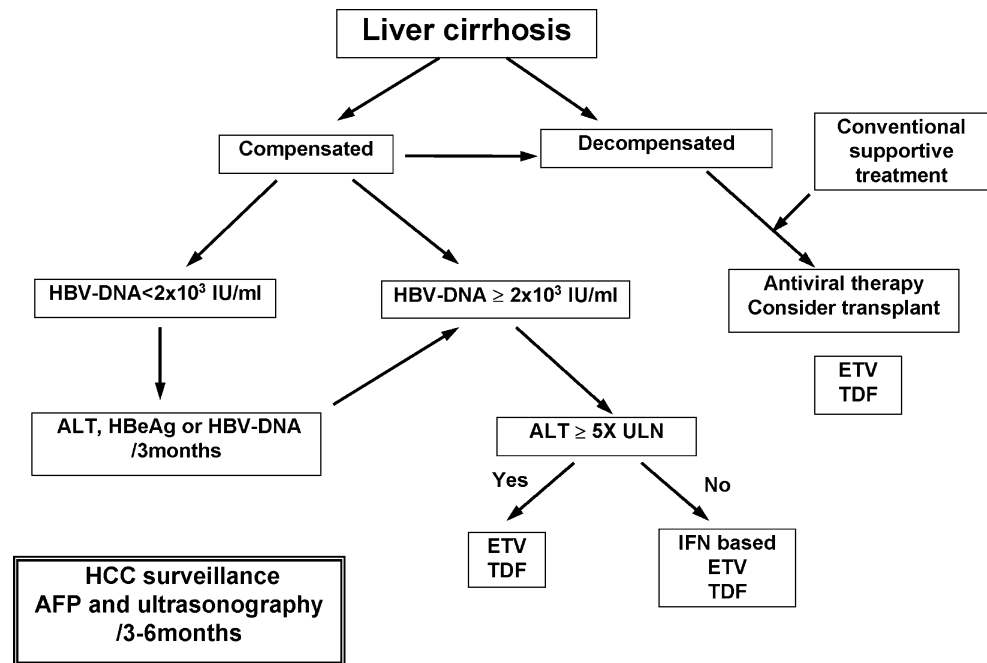 Liver cirrhosis
Compensated
Decompensated
Conventional
supportive
treatment
HBV-DNA<2x10³ IU/ml
HBV-DNA ≥ 2x10³ IU/ml
Antiviral therapy
Consider transplant
ETV
TDF
ALT, HBeAg or HBV-DNA
/3months
ALT ≥ 5X ULN
Yes
No
ETV
TDF
IFN based
ETV
TDF
HCC surveillance
AFP and ultrasonography
/3-6months